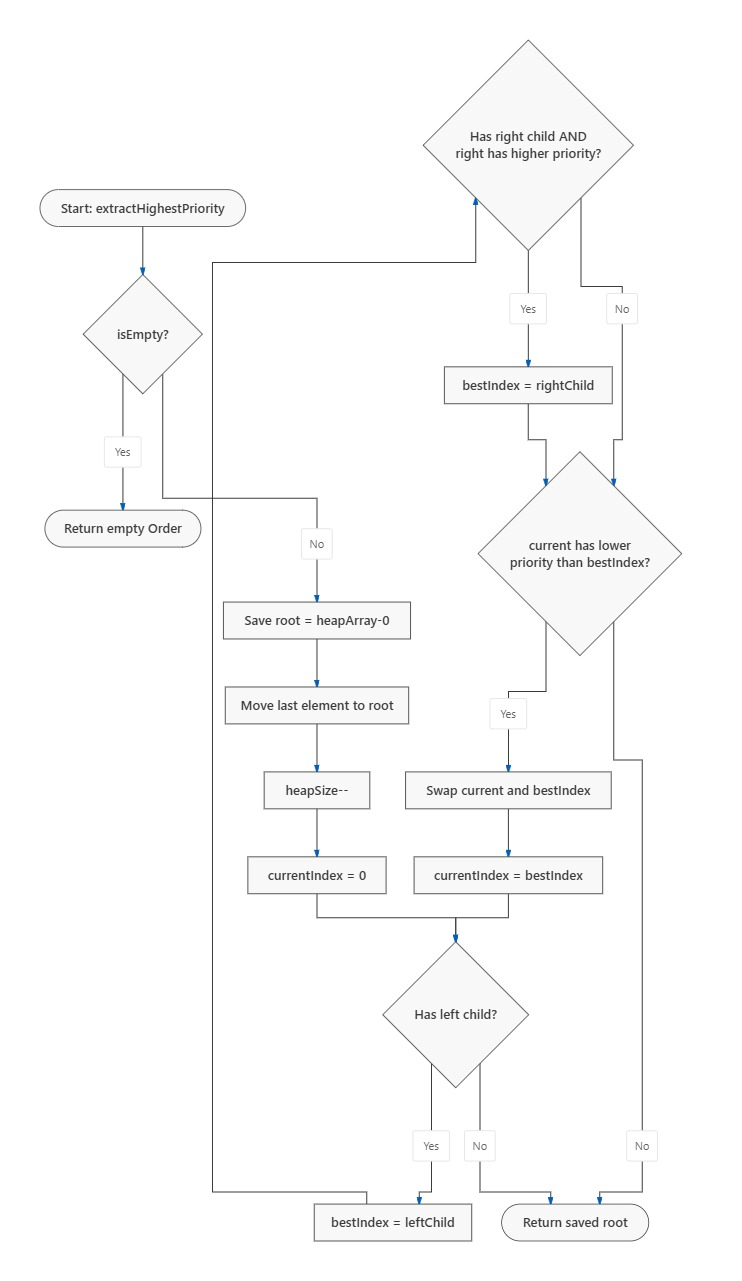 Has right child AND
right has higher priority?
Start: extractHighestPriority
isEmpty?
Yes
No
bestIndex = rightChild
Yes
Return empty Order
No
current has lower
priority than bestIndex?
Save root = heapArray-0
Move last element to root
Yes
heapSize--
Swap current and bestIndex
currentIndex = 0
currentIndex = bestIndex
Has left child?
Yes
No
No
bestIndex = leftChild
Return saved root